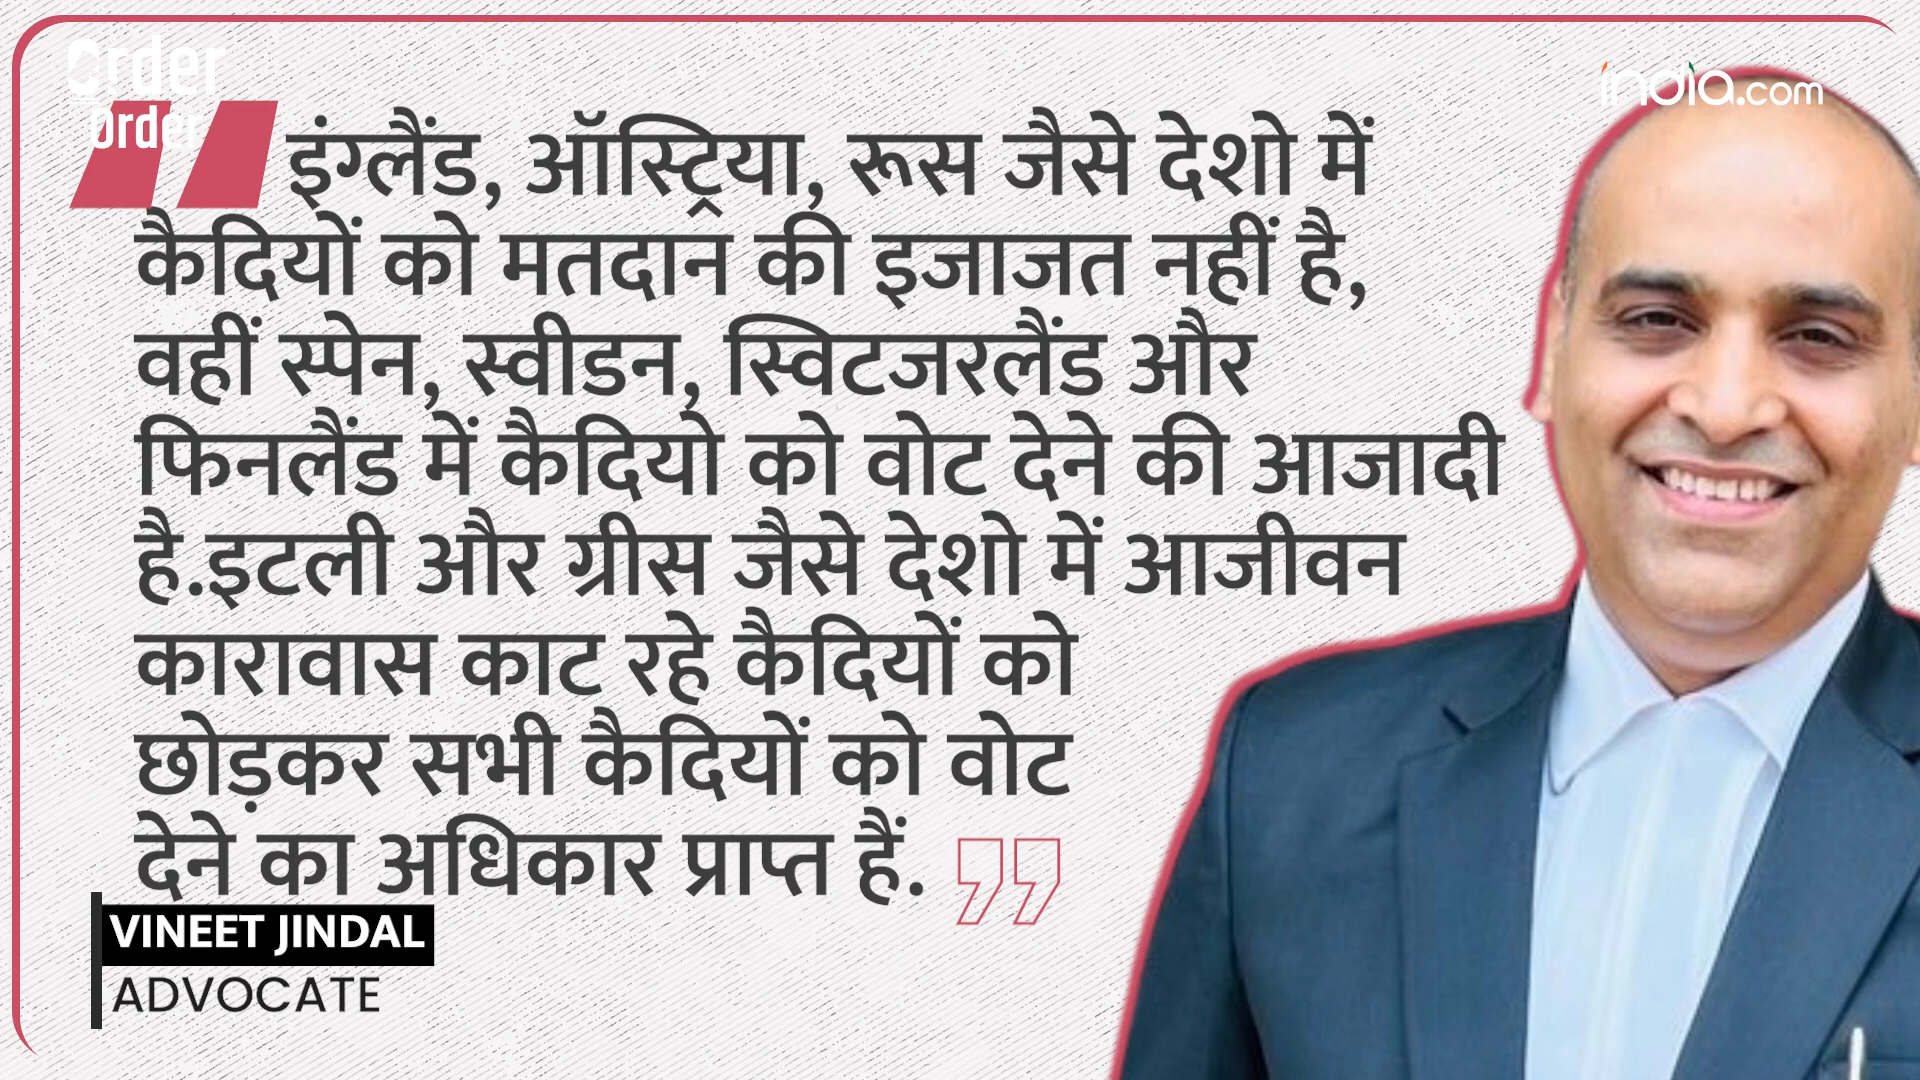 Order
Order
india.com
इंग्लैंड, ऑस्ट्रिया, रूस जैसे देशो में
कैदियों को मतदान की इजाजत नहीं है,
वहीं स्पेन, स्वीडन, स्विटजरलैंड और
फिनलैंड में कैदियो को वोट देने की आजादी
है.इटली और ग्रीस जैसे देशो में आजीवन
कारावास काट रहे कैदियों को
छोड़कर सभी कैदियों को वोट
देने का अधिकार प्राप्त हैं.
VINEET JINDAL
ADVOCATE